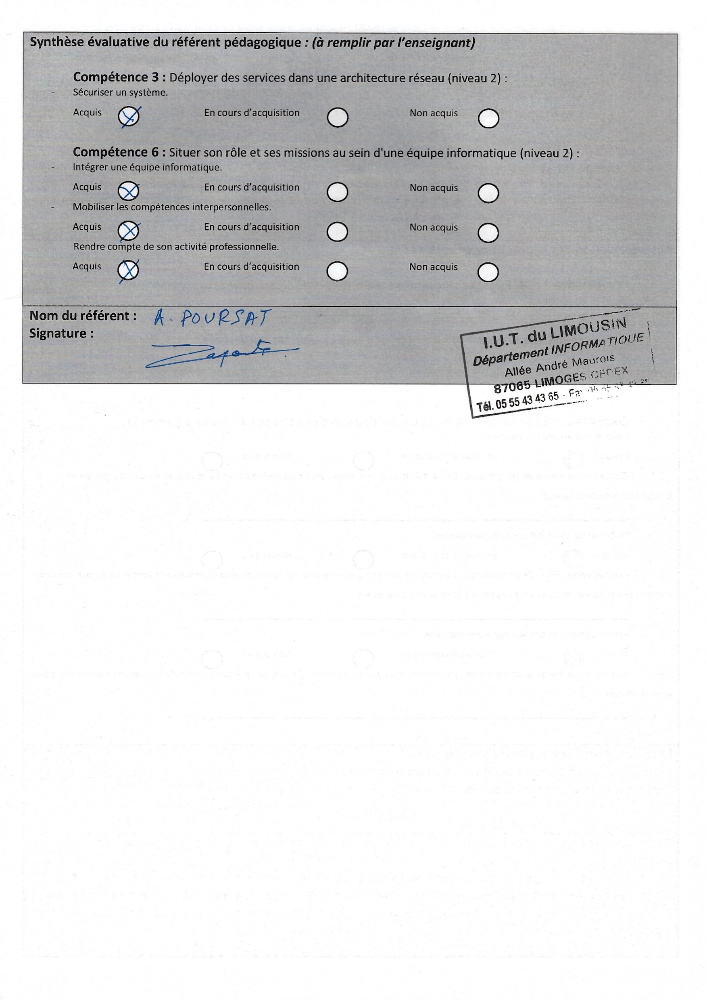 Synthèse évaluative du référent pédagogique : (à remplir par l'enseignant)
Compétence 3 : Déployer des services dans une architecture réseau (niveau 2) :
- Sécuriser un système.
Acquis En cours d'acquisition Non acquis
Compétence 6 : Situer son rôle et ses missions au sein d'une équipe informatique (niveau 2) :
- Intégrer une équipe informatique.
Acquis En cours d'acquisition Non acquis
- Mobiliser les compétences interpersonnelles.
Acquis En cours d'acquisition Non acquis
Rendre compte de son activité professionnelle.
Acquis En cours d'acquisition Non acquis
Nom du référent : A. POURSAT
Signature :
I.U.T. du LIMOUSIN
Département INFORMATIQUE
Allée André Maurois
87065 LIMOGES CEDEX
Tél. 05 55 43 43 65 -